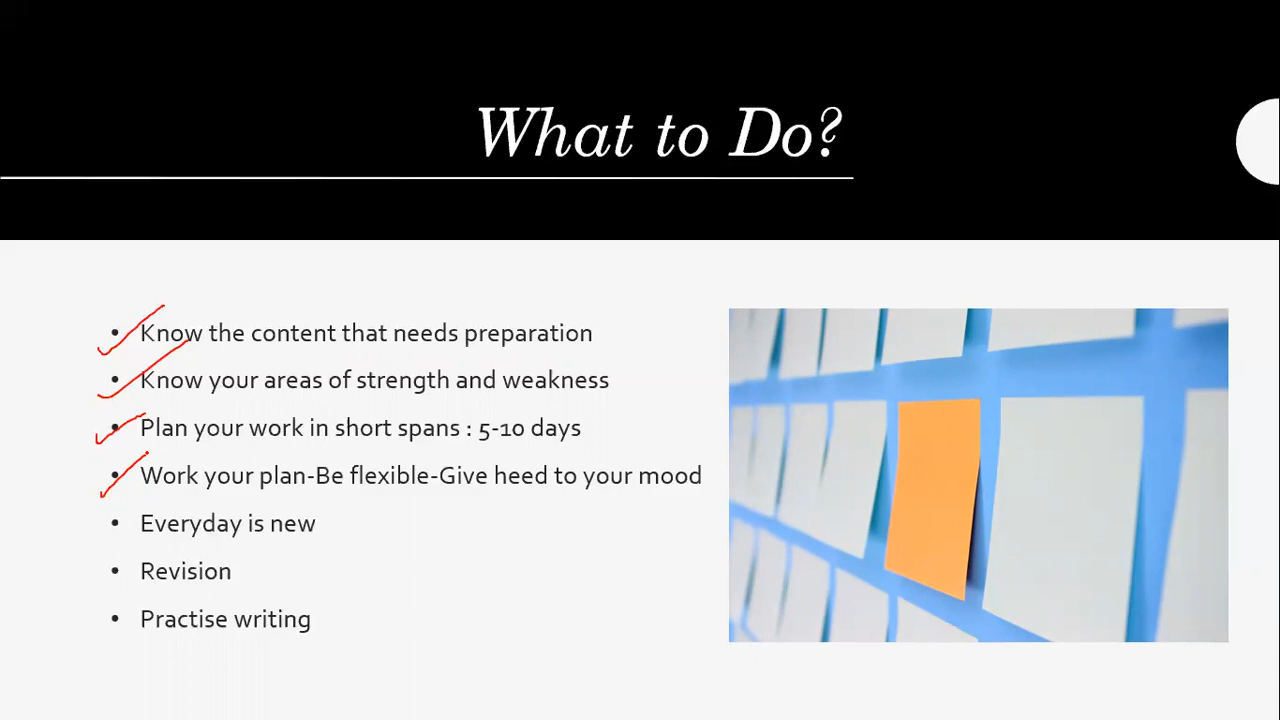 What to Do?
• Know the content that needs preparation
• Know your areas of strength and weakness
• Plan your work in short spans : 5-10 days
• Work your plan-Be flexible-Give heed to your mood
• Everyday is new
• Revision
• Practise writing